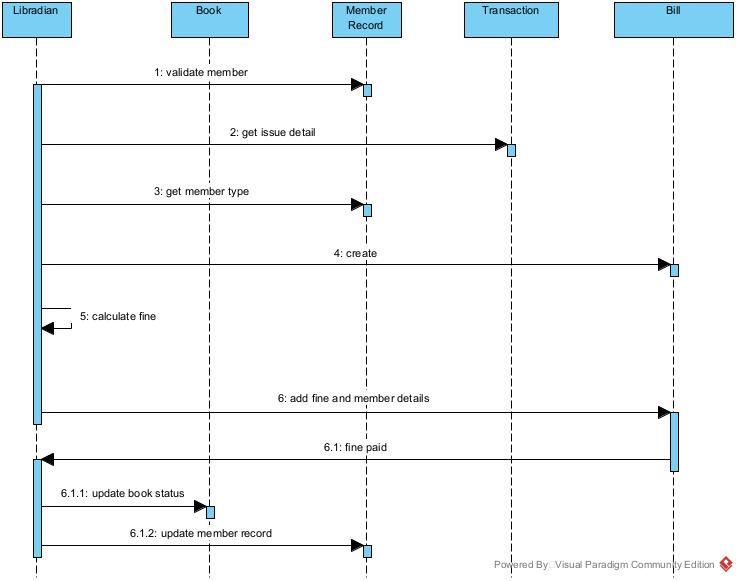 Libradian
Book
Member
Record
Transaction
Bill
1: validate member
2: get issue detail
3: get member type
4: create
5: calculate fine
6: add fine and member details
6.1: fine paid
6.1.1: update book status
6.1.2: update member record
Powered By: Visual Paradigm Community Edition